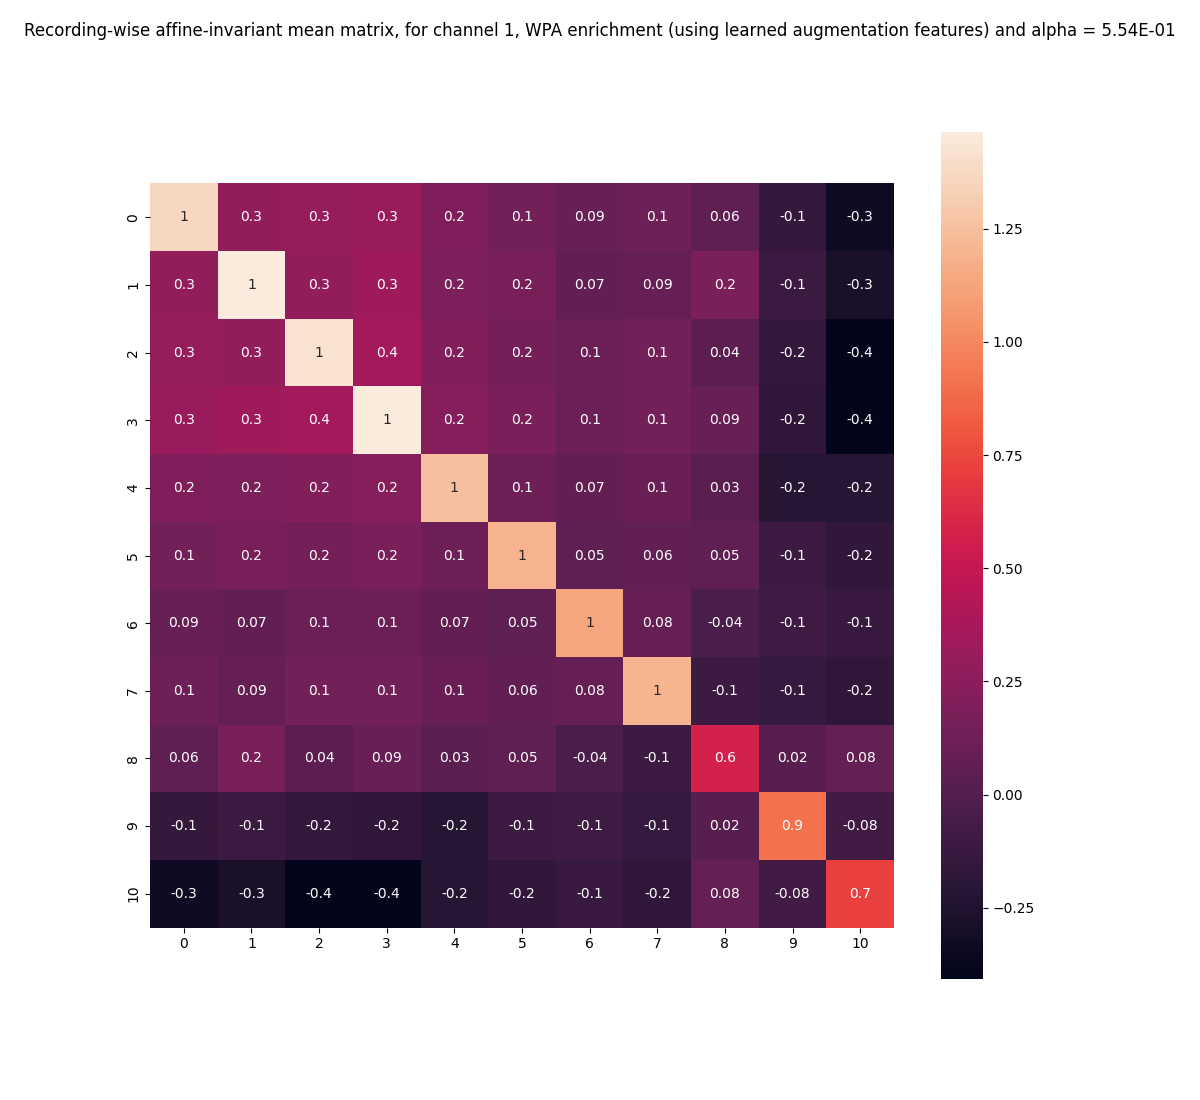 Recording-wise affine-invariant mean matrix, for channel 1, WPA enrichment (using learned augmentation features) and alpha = 5.54E-01
0 1 0.3 0.3 0.3 0.2 0.1 0.09 0.1 0.06 -0.1 -0.3
1 0.3 1 0.3 0.3 0.2 0.2 0.07 0.09 0.2 -0.1 -0.3
2 0.3 0.3 1 0.4 0.2 0.2 0.1 0.1 0.04 -0.2 -0.4
3 0.3 0.3 0.4 1 0.2 0.2 0.1 0.1 0.09 -0.2 -0.4
4 0.2 0.2 0.2 0.2 1 0.1 0.07 0.1 0.03 -0.2 -0.2
5 0.1 0.2 0.2 0.2 0.1 1 0.05 0.06 0.05 -0.1 -0.2
6 0.09 0.07 0.1 0.1 0.07 0.05 1 0.08 -0.04 -0.1 -0.1
7 0.1 0.09 0.1 0.1 0.1 0.06 0.08 1 -0.1 -0.1 -0.2
8 0.06 0.2 0.04 0.09 0.03 0.05 -0.04 -0.1 0.6 0.02 0.08
9 -0.1 -0.1 -0.2 -0.2 -0.2 -0.1 -0.1 -0.1 0.02 0.9 -0.08
10 -0.3 -0.3 -0.4 -0.4 -0.2 -0.2 -0.1 -0.2 0.08 -0.08 0.7
0 1 2 3 4 5 6 7 8 9 10
1.25
1.00
0.75
0.50
0.25
0.00
−0.25